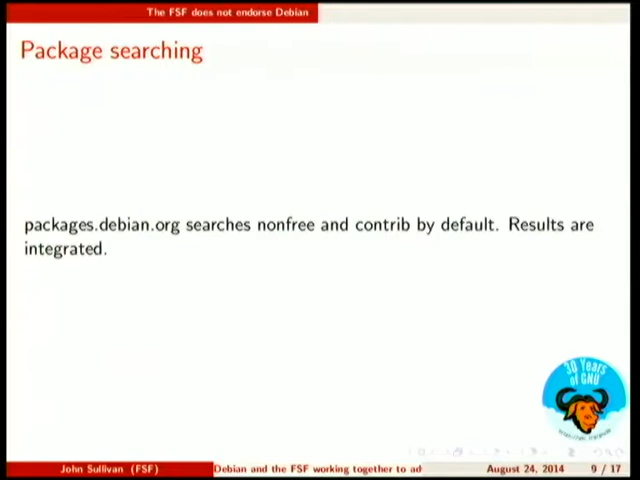 The FSF does not endorse Debian
Package searching
packages.debian.org searches nonfree and contrib by default. Results are
integrated.
30 Years
of GNU
John Sullivan (FSF)
Debian and the FSF working together to ad
August 24, 2014
9 / 17